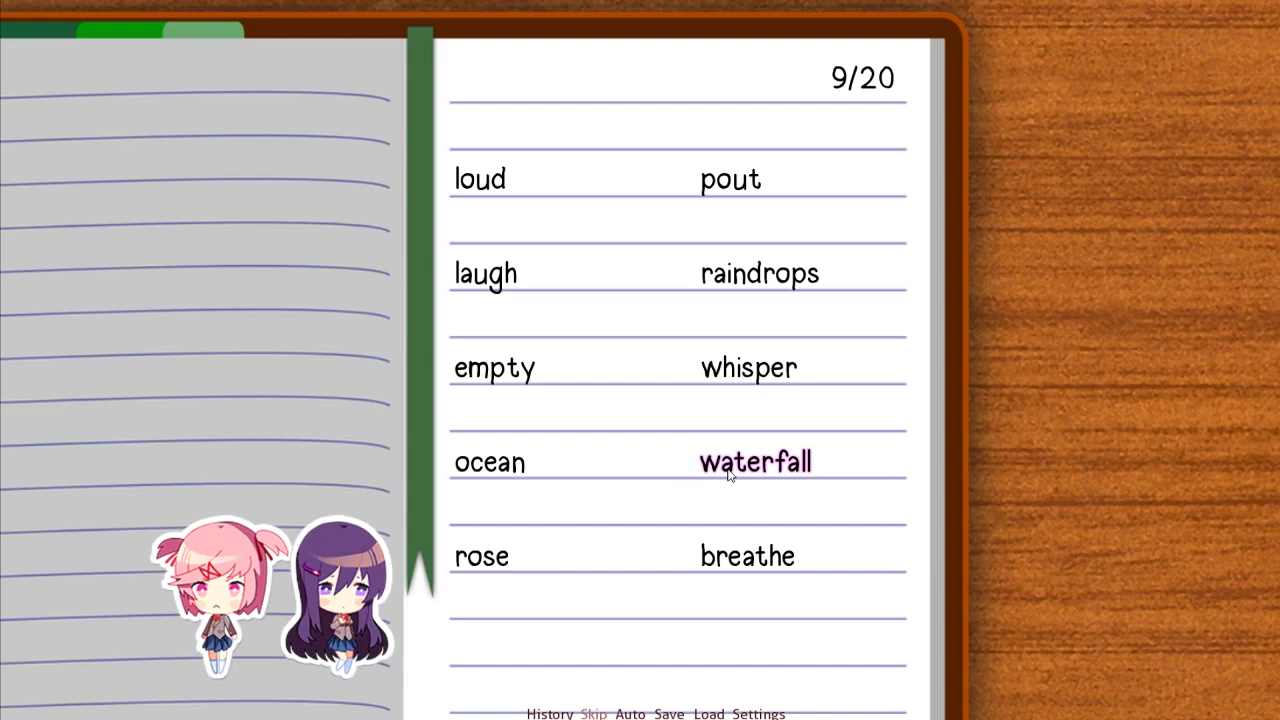 9/20
loud pout
laugh raindrops
empty whisper
ocean waterfall
rose breathe
History Skip Auto Save Load Settings